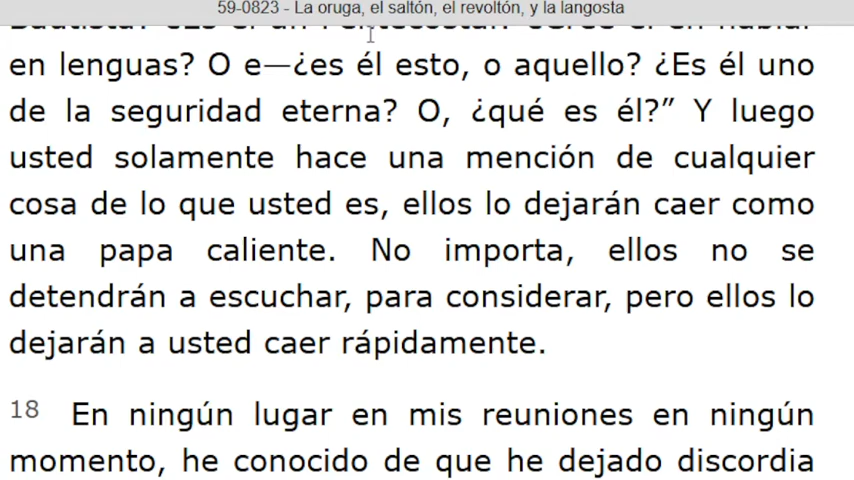 59-0823 - La oruga, el saltón, el revoltón, y la langosta
en lenguas? O e—¿es él esto, o aquello? ¿Es él uno
de la seguridad eterna? O, ¿qué es él?” Y luego
usted solamente hace una mención de cualquier
cosa de lo que usted es, ellos lo dejarán caer como
una papa caliente. No importa, ellos no se
detendrán a escuchar, para considerar, pero ellos lo
dejarán a usted caer rápidamente.
18 En ningún lugar en mis reuniones en ningún
momento, he conocido de que he dejado discordia